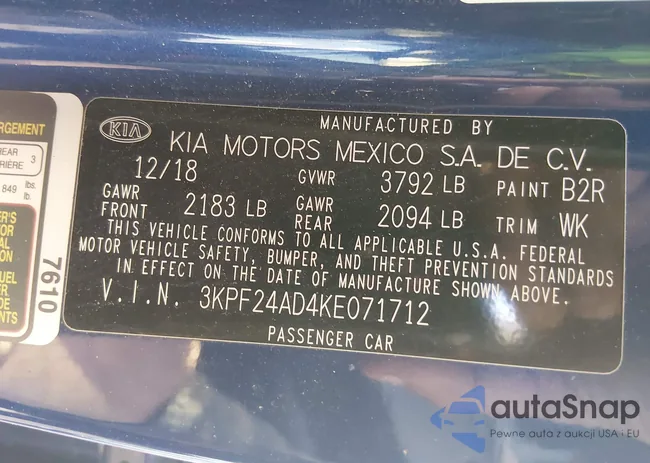 MANUFACTURED BY
KIA KIA MOTORS MEXICO S.A. DE C.V.
12/18 GVWR 3792 LB PAINT B2R
GAWR FRONT 2183 LB GAWR REAR 2094 LB TRIM WK
THIS VEHICLE CONFORMS TO ALL APPLICABLE U.S.A. FEDERAL
MOTOR VEHICLE SAFETY, BUMPER, AND THEFT PREVENTION STANDARDS
IN EFFECT ON THE DATE OF MANUFACTURE SHOWN ABOVE.
V.I.N. 3KPF24AD4KE071712
PASSENGER CAR
7610
3
849 lbs.
autaSnap
Pewne auta z aukcji USA i EU